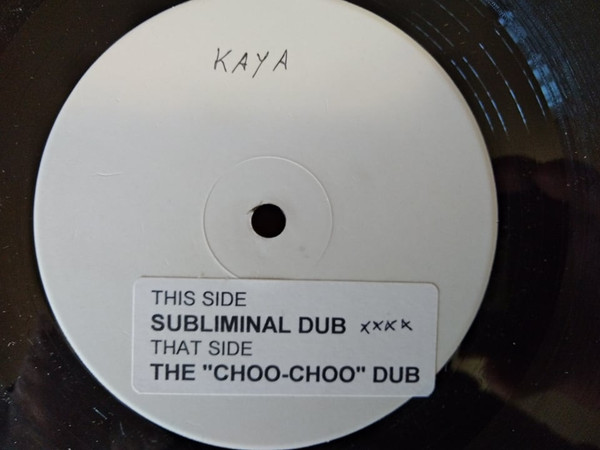 KAYA
THIS SIDE
SUBLIMINAL DUB xxxx
THAT SIDE
THE "CHOO-CHOO" DUB